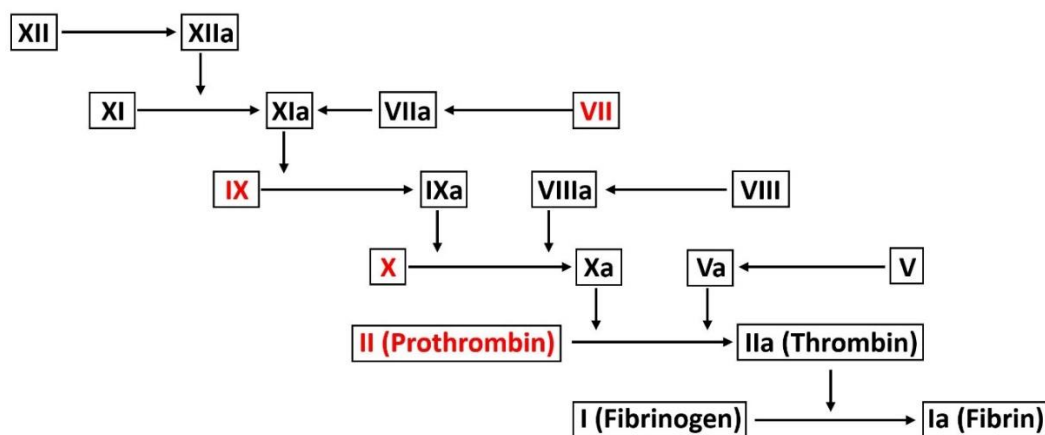 XII XIIa
XI XIa VIIa VII
IX IXa VIIIa VIII
X Xa Va V
II (Prothrombin) IIa (Thrombin)
I (Fibrinogen) Ia (Fibrin)